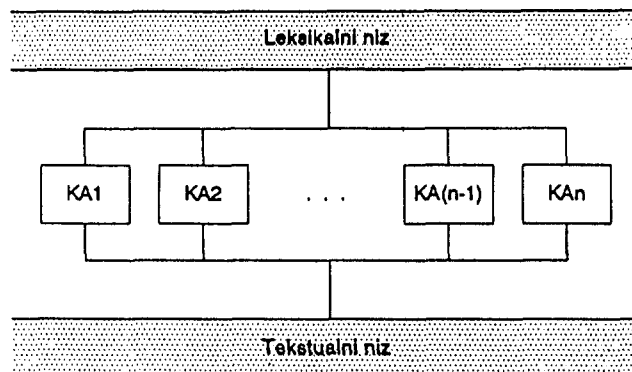 Leksikalni niz
KA1 KA2 . . . KA(n-1) KAn
Tekstualni niz